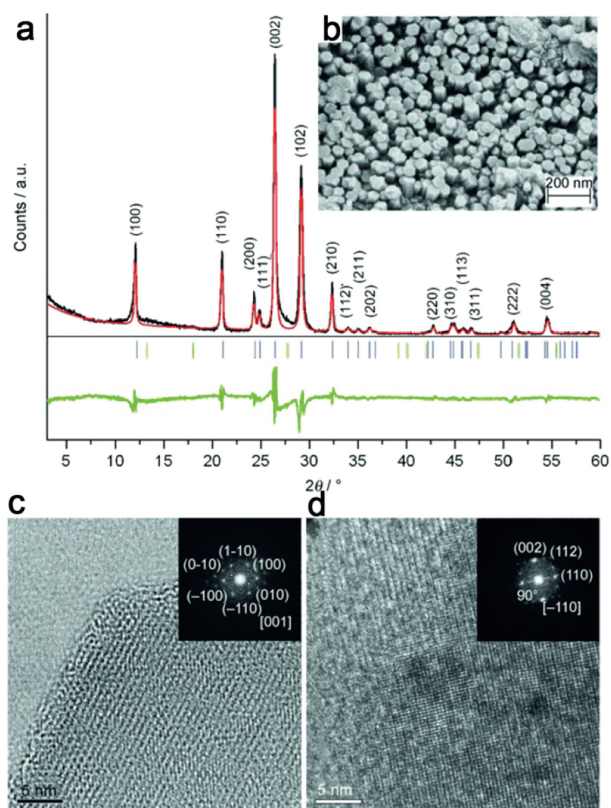 a
b
Counts / a.u.
(100)
(110)
(200)
(111)
(002)
(102)
(210)
(112)
(211)
(202)
(220)
(310)
(113)
(311)
(222)
(004)
200 nm
5 10 15 20 25 30 35 40 45 50 55 60
2θ / °
c
(1-10)
(0-10) (100)
(–100) (010)
(–110)
[001]
5 nm
d
(002) (112)
(110)
90°
[–110]
5 nm